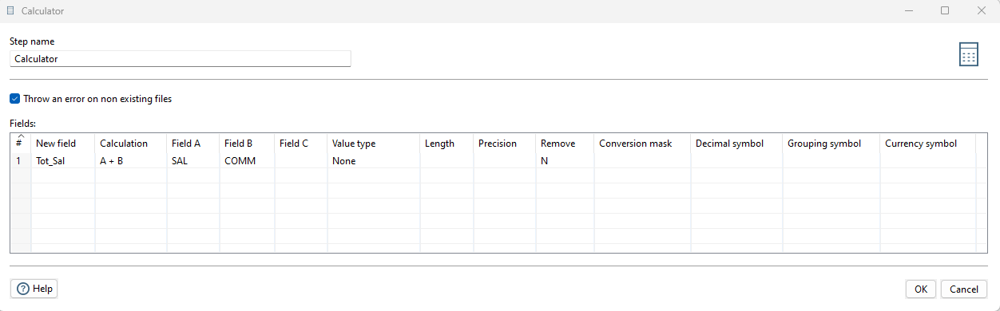 Calculator
Step name
Calculator
Throw an error on non existing files
Fields:
# New field Calculation Field A Field B Field C Value type Length Precision Remove Conversion mask Decimal symbol Grouping symbol Currency symbol
1 Tot_Sal A + B SAL COMM None N
? Help OK Cancel